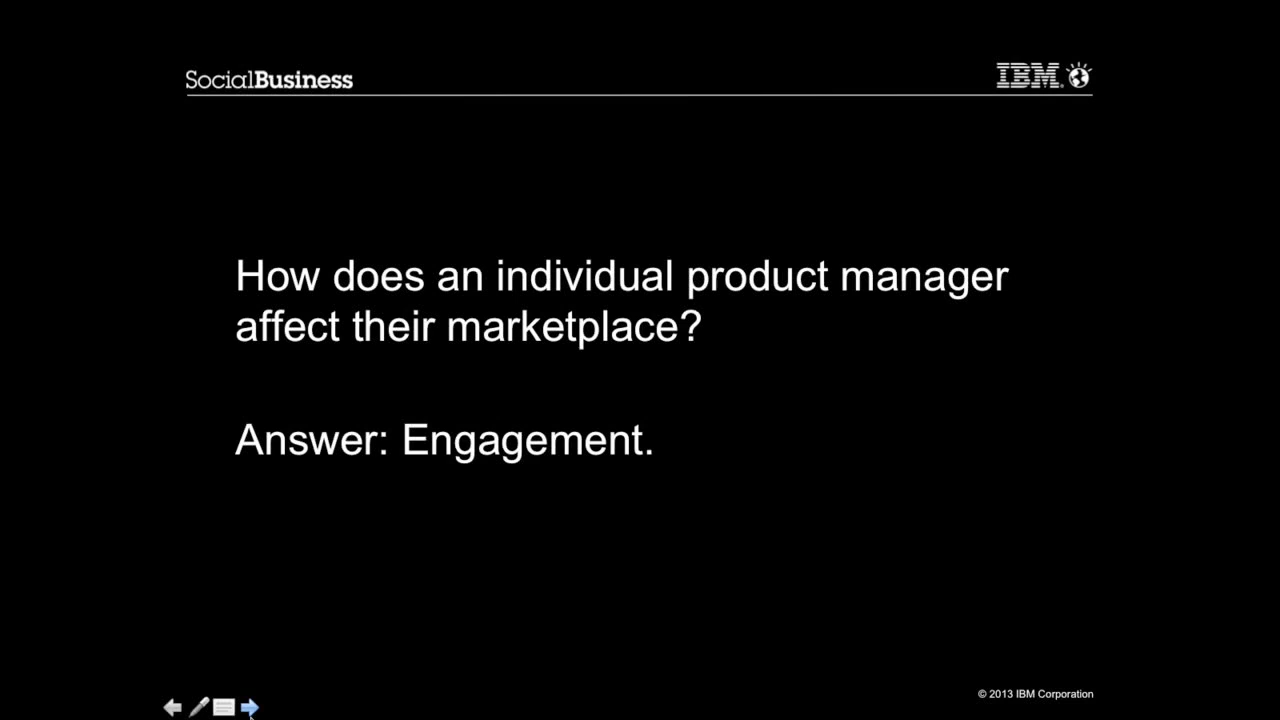 SocialBusiness
IBM
How does an individual product manager
affect their marketplace?
Answer: Engagement.
© 2013 IBM Corporation